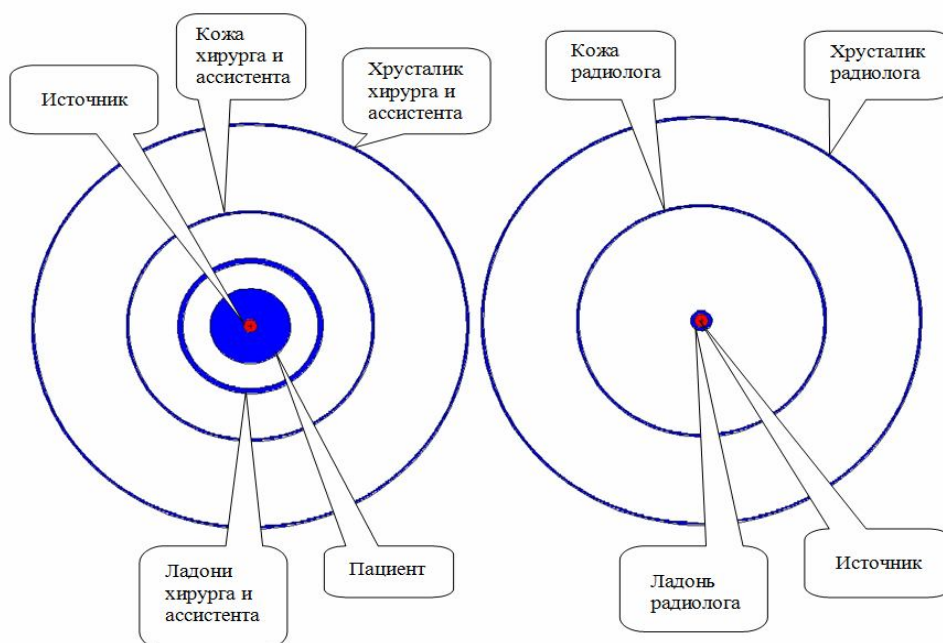 Кожа
хирурга и
ассистента
Хрусталик
хирурга и
ассистента
Источник
Ладони
хирурга и
ассистента
Пациент
Кожа
радиолога
Хрусталик
радиолога
Ладонь
радиолога
Источник